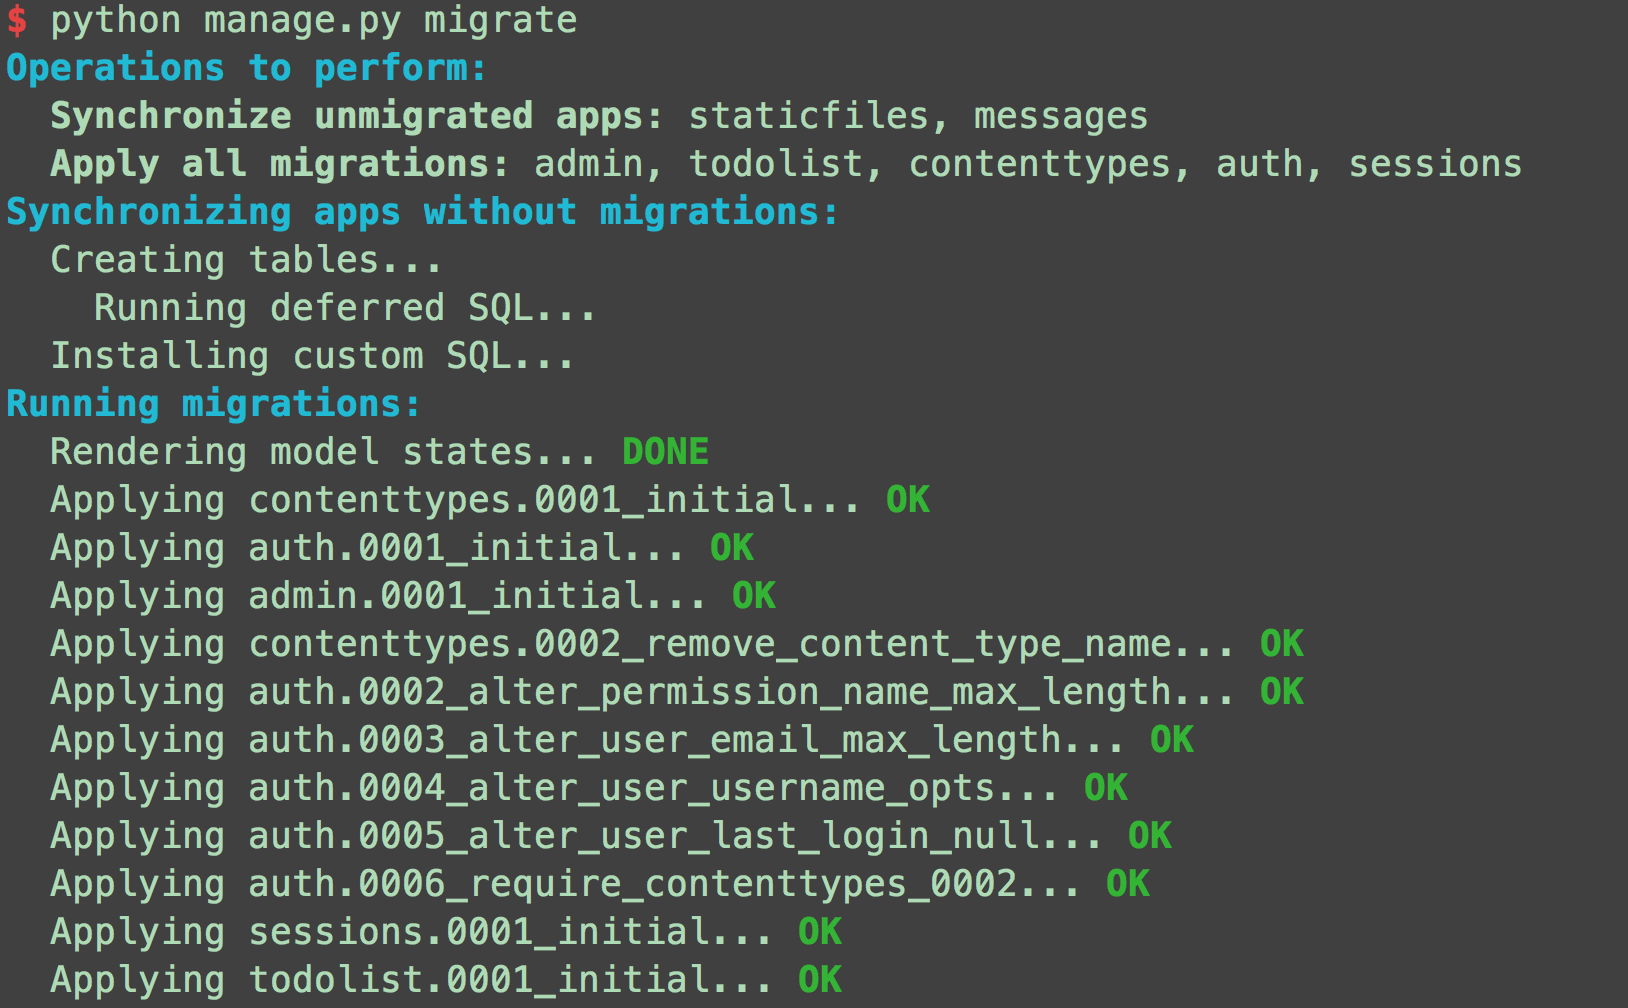 $ python manage.py migrate
Operations to perform:
  Synchronize unmigrated apps: staticfiles, messages
  Apply all migrations: admin, todolist, contenttypes, auth, sessions
Synchronizing apps without migrations:
  Creating tables...
    Running deferred SQL...
  Installing custom SQL...
Running migrations:
  Rendering model states... DONE
  Applying contenttypes.0001_initial... OK
  Applying auth.0001_initial... OK
  Applying admin.0001_initial... OK
  Applying contenttypes.0002_remove_content_type_name... OK
  Applying auth.0002_alter_permission_name_max_length... OK
  Applying auth.0003_alter_user_email_max_length... OK
  Applying auth.0004_alter_user_username_opts... OK
  Applying auth.0005_alter_user_last_login_null... OK
  Applying auth.0006_require_contenttypes_0002... OK
  Applying sessions.0001_initial... OK
  Applying todolist.0001_initial... OK